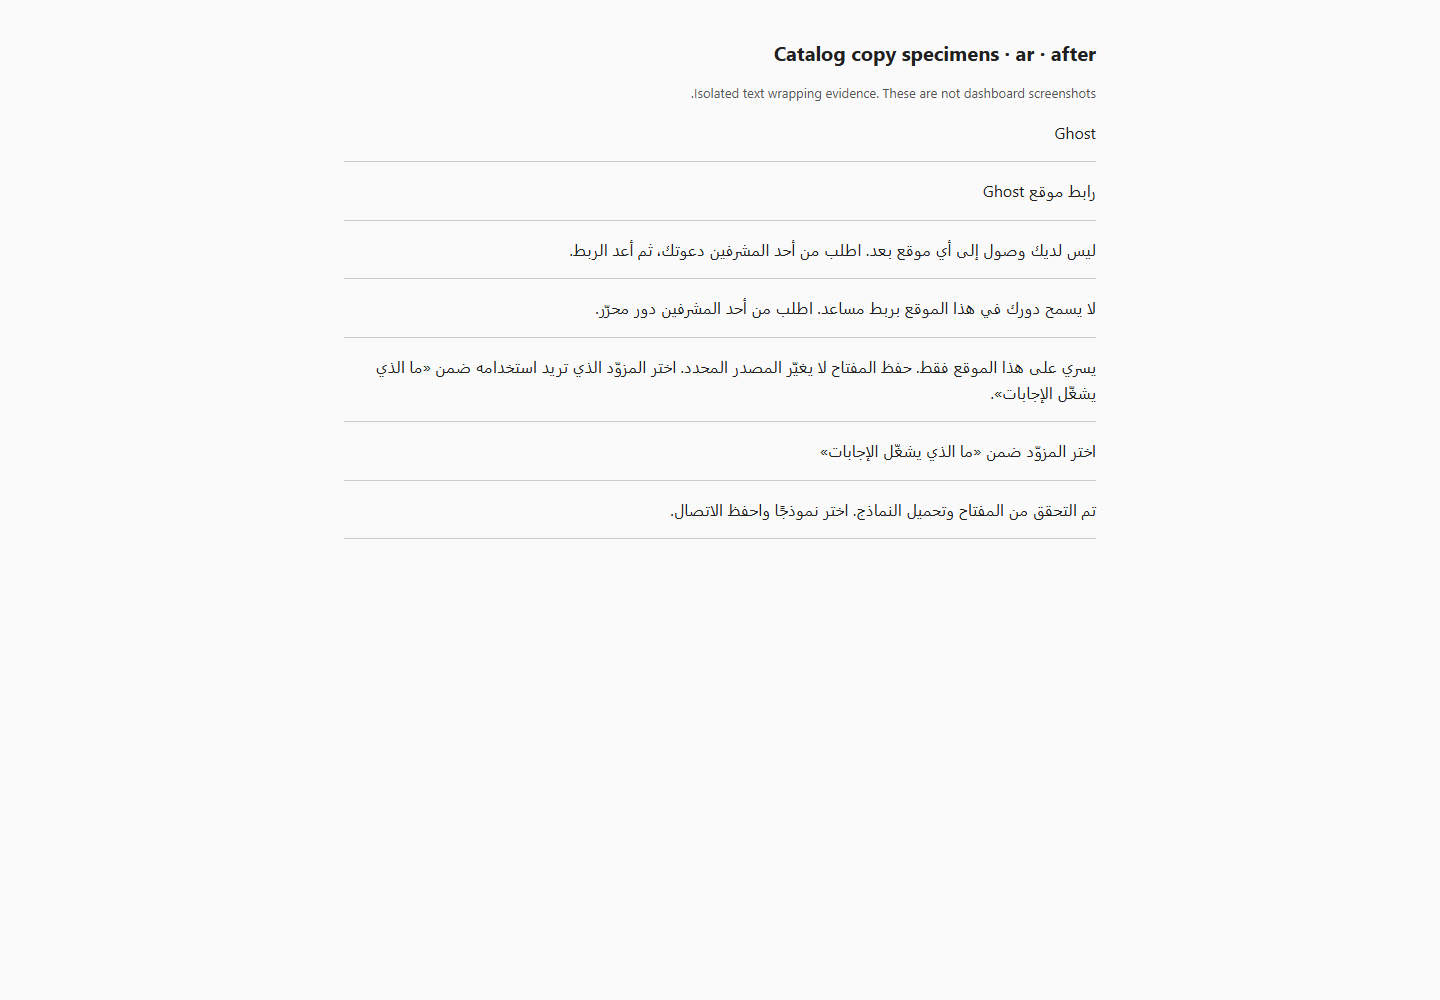 Catalog copy specimens · ar · after
Isolated text wrapping evidence. These are not dashboard screenshots.
Ghost
رابط موقع Ghost
ليس لديك وصول إلى أي موقع بعد. اطلب من أحد المشرفين دعوتك، ثم أعد الربط.
لا يسمح دورك في هذا الموقع بربط مساعد. اطلب من أحد المشرفين دور محرّر.
يسري على هذا الموقع فقط. حفظ المفتاح لا يغيّر المصدر المحدد. اختر المزوّد الذي تريد استخدامه ضمن «ما الذي
يشغّل الإجابات».
اختر المزوّد ضمن «ما الذي يشغّل الإجابات»
تم التحقق من المفتاح وتحميل النماذج. اختر نموذجًا واحفظ الاتصال.